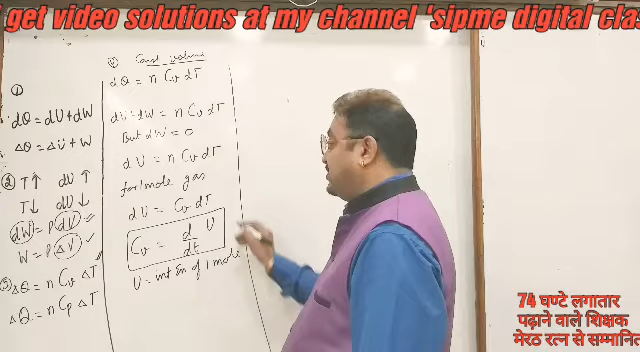 get video solutions at my channel 'sipme digital clas
①
dQ = dU + dW
ΔQ = ΔU + W
② T↑ dU↑
T↓ dU↓
dW = P dV
W = P ΔV
③ ΔQ = n Cv ΔT
ΔQ = n Cp ΔT
④ Const volume
dQ = n Cv dT
dU + dW = n Cv dT
But dW = 0
dU = n Cv dT
for 1 mole gas
dU = Cv dT
Cv = d/dt U
U = int En of 1 mole
74 घण्टे लगातार
पढ़ाने वाले शिक्षक
मेरठ रत्न से सम्मानित